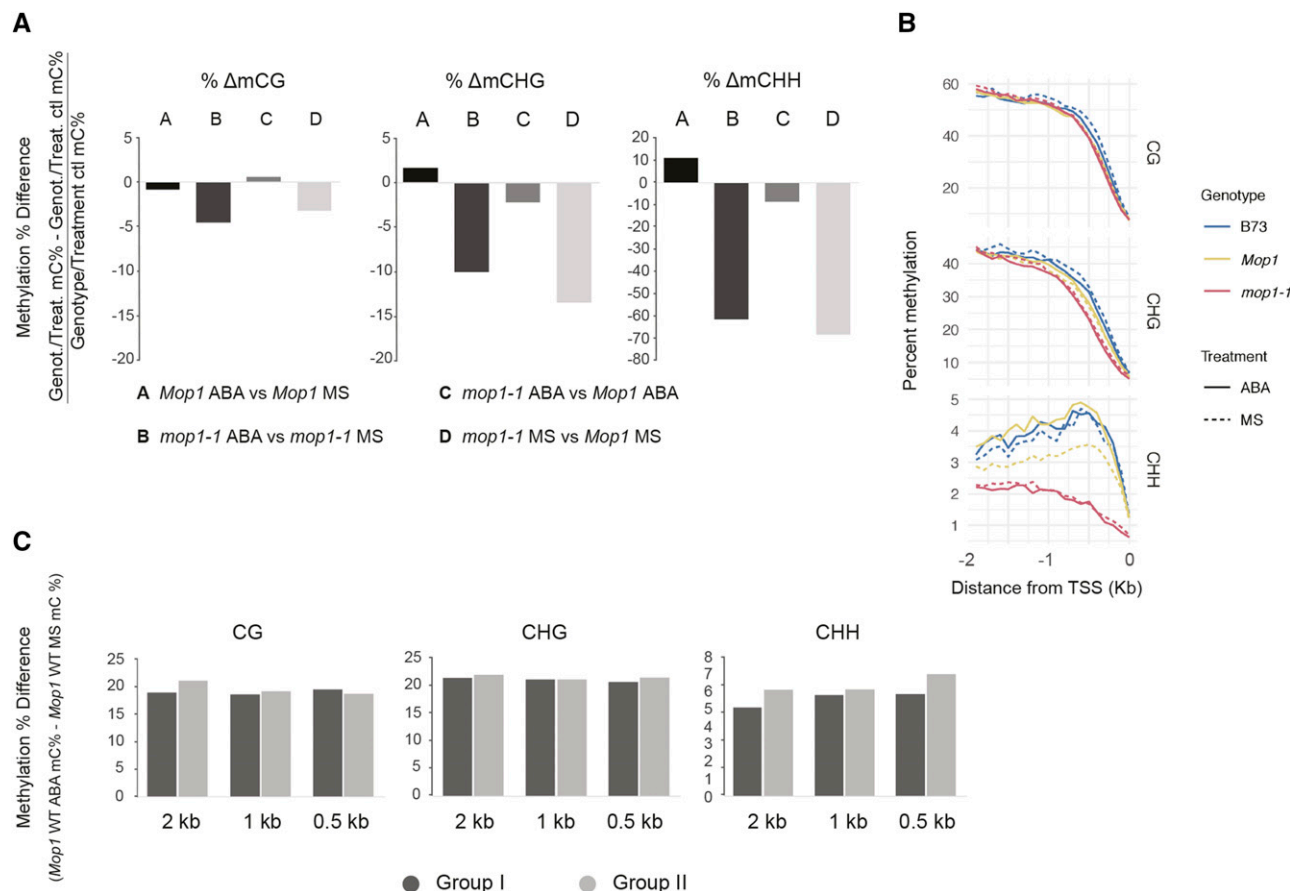 A
Methylation % Difference
Genot./Treat. mC% - Genot./Treat. ctl mC%
Genotype/Treatment ctl mC%
% ΔmCG
A B C D
5
0
-5
-10
-15
-20
% ΔmCHG
A B C D
5
0
-5
-10
-15
-20
% ΔmCHH
A B C D
20
10
0
-10
-20
-30
-40
-50
-60
-70
-80
A Mop1 ABA vs Mop1 MS
B mop1-1 ABA vs mop1-1 MS
C mop1-1 ABA vs Mop1 ABA
D mop1-1 MS vs Mop1 MS
B
Percent methylation
60
40
20
CG
40
30
20
10
CHG
5
4
3
2
1
CHH
-2 -1 0
Distance from TSS (Kb)
Genotype
B73
Mop1
mop1-1
Treatment
ABA
MS
C
Methylation % Difference
(Mop1 WT ABA mC% - Mop1 WT MS mC %)
CG
25
20
15
10
5
0
2 kb 1 kb 0.5 kb
CHG
25
20
15
10
5
0
2 kb 1 kb 0.5 kb
CHH
8
7
6
5
4
3
2
1
0
2 kb 1 kb 0.5 kb
Group I Group II